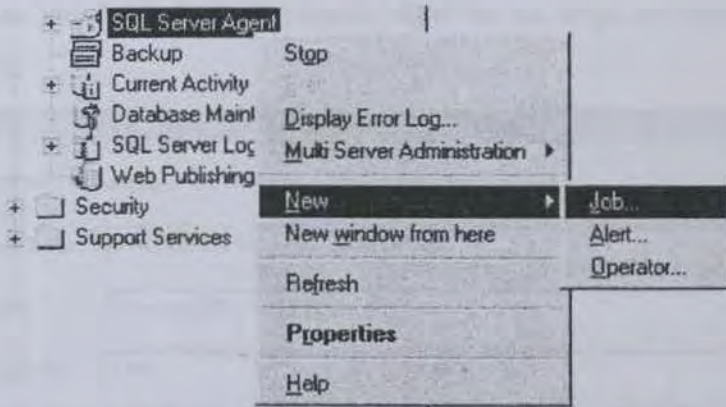 SQL Server Agent
Backup
Current Activity
Database Maint
SQL Server Log
Web Publishing
Security
Support Services
Stop
Display Error Log...
Multi Server Administration
New
New window from here
Refresh
Properties
Help
Job...
Alert...
Operator...